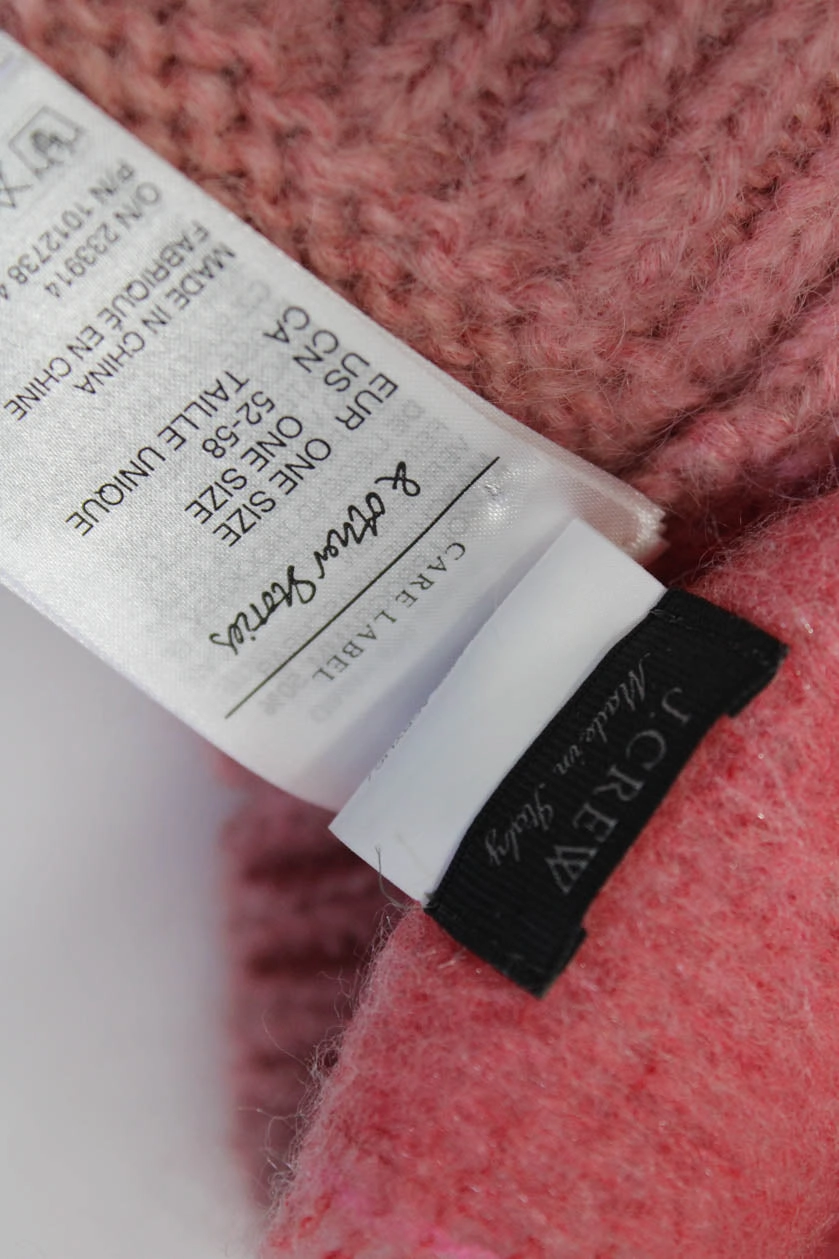 CARE LABEL
& other Stories
EUR ONE SIZE
US 52-58
CN ONE SIZE
CA TAILLE UNIQUE
MADE IN CHINA
FABRIQUÉ EN CHINE
O/N 233914
P/N 1012738 4
J.CREW
Made in Italy